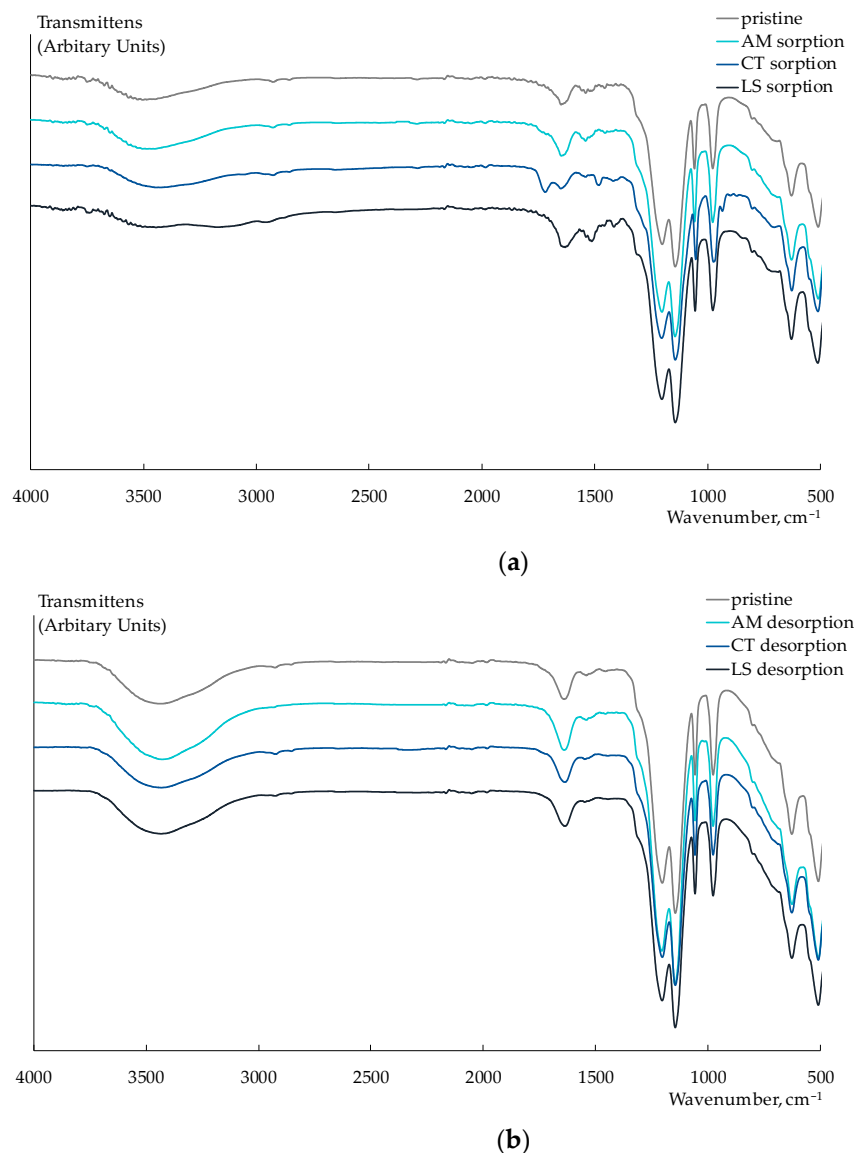 Transmittens
(Arbitary Units)
pristine
AM sorption
CT sorption
LS sorption
4000 3500 3000 2500 2000 1500 1000 500
Wavenumber, cm⁻¹
(a)
Transmittens
(Arbitary Units)
pristine
AM desorption
CT desorption
LS desorption
4000 3500 3000 2500 2000 1500 1000 500
Wavenumber, cm⁻¹
(b)